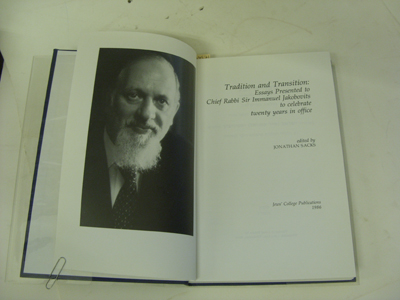 Tradition and Transition:
Essays Presented to
Chief Rabbi Sir Immanuel Jakobovits
to celebrate
twenty years in office
edited by
JONATHAN SACKS
Jews' College Publications
1986